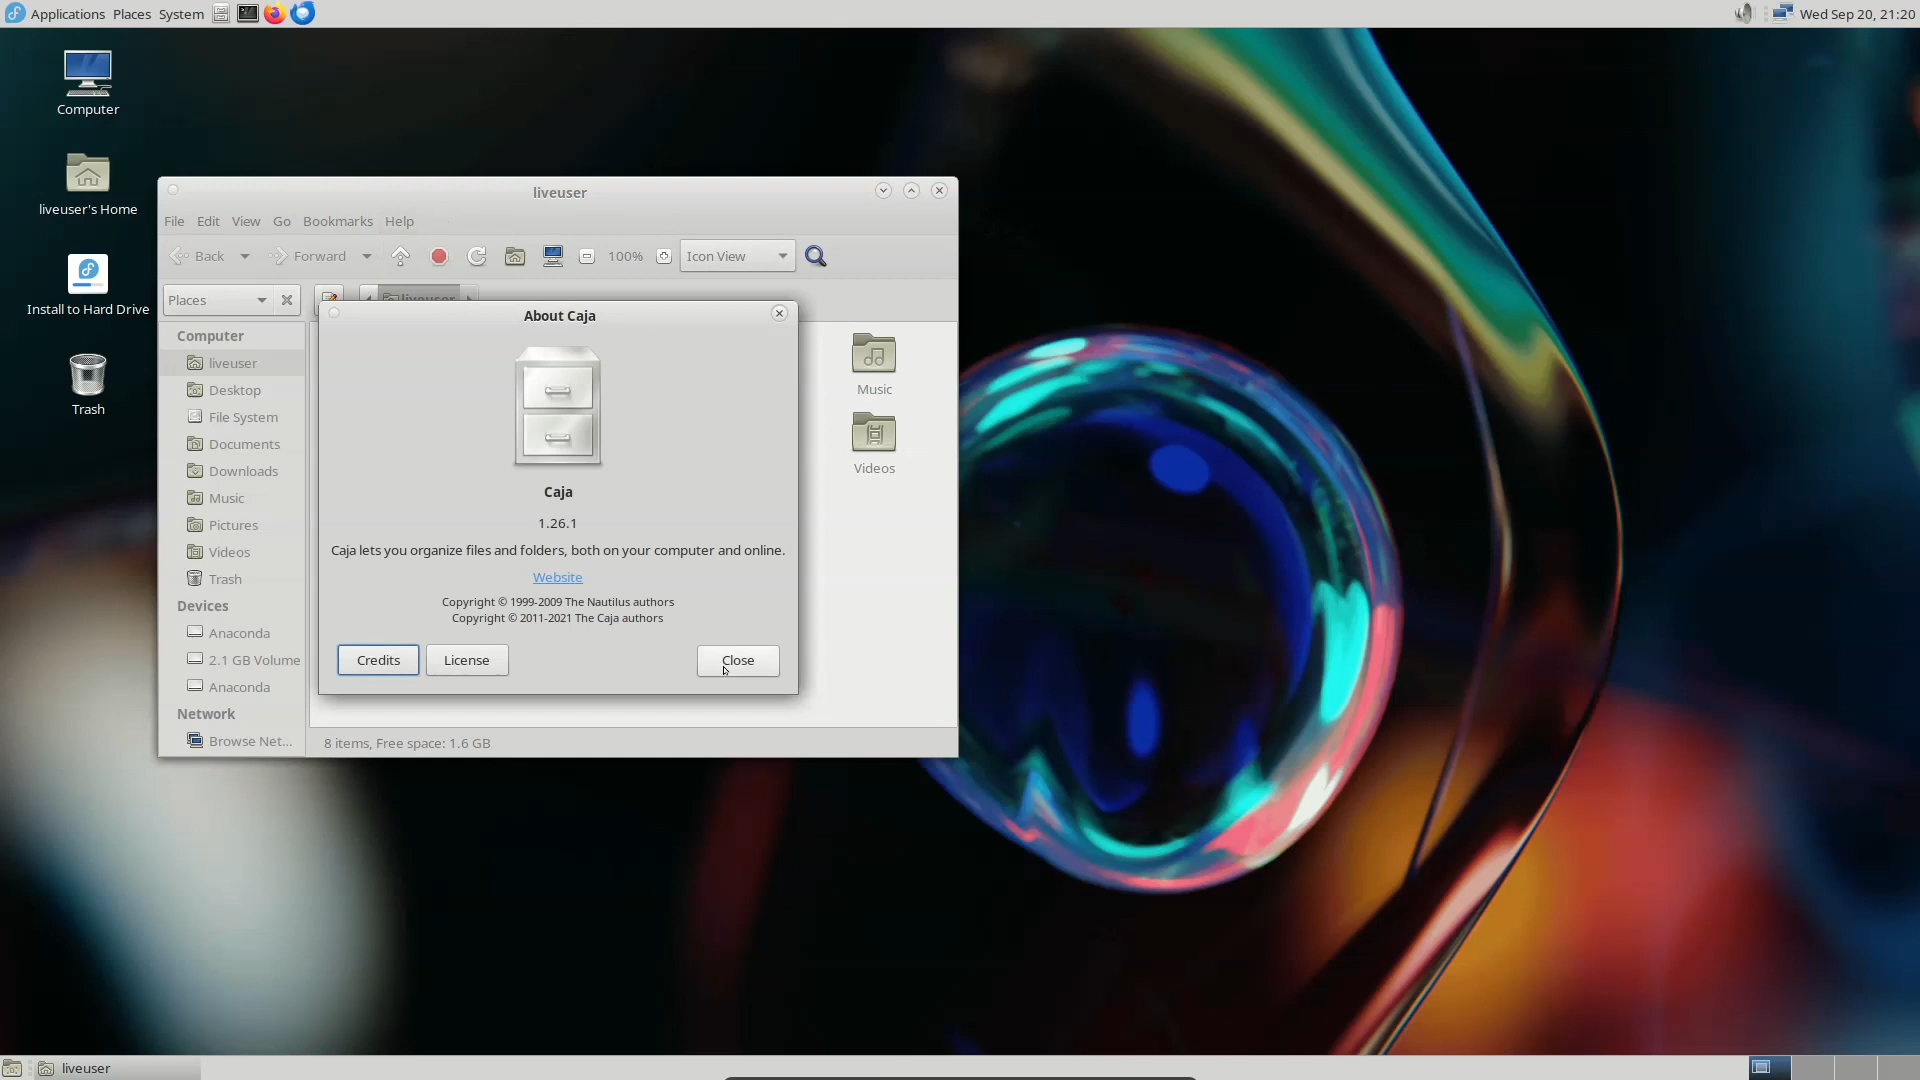 Applications Places System
Wed Sep 20, 21:20
Computer
liveuser's Home
Install to Hard Drive
Trash
liveuser
File Edit View Go Bookmarks Help
Back Forward 100% Icon View
Places liveuser
Computer
liveuser
Desktop
File System
Documents
Downloads
Music
Pictures
Videos
Trash
Devices
Anaconda
2.1 GB Volume
Anaconda
Network
Browse Net...
Music
Videos
8 items, Free space: 1.6 GB
About Caja
Caja
1.26.1
Caja lets you organize files and folders, both on your computer and online.
Website
Copyright © 1999-2009 The Nautilus authors
Copyright © 2011-2021 The Caja authors
Credits License Close
liveuser